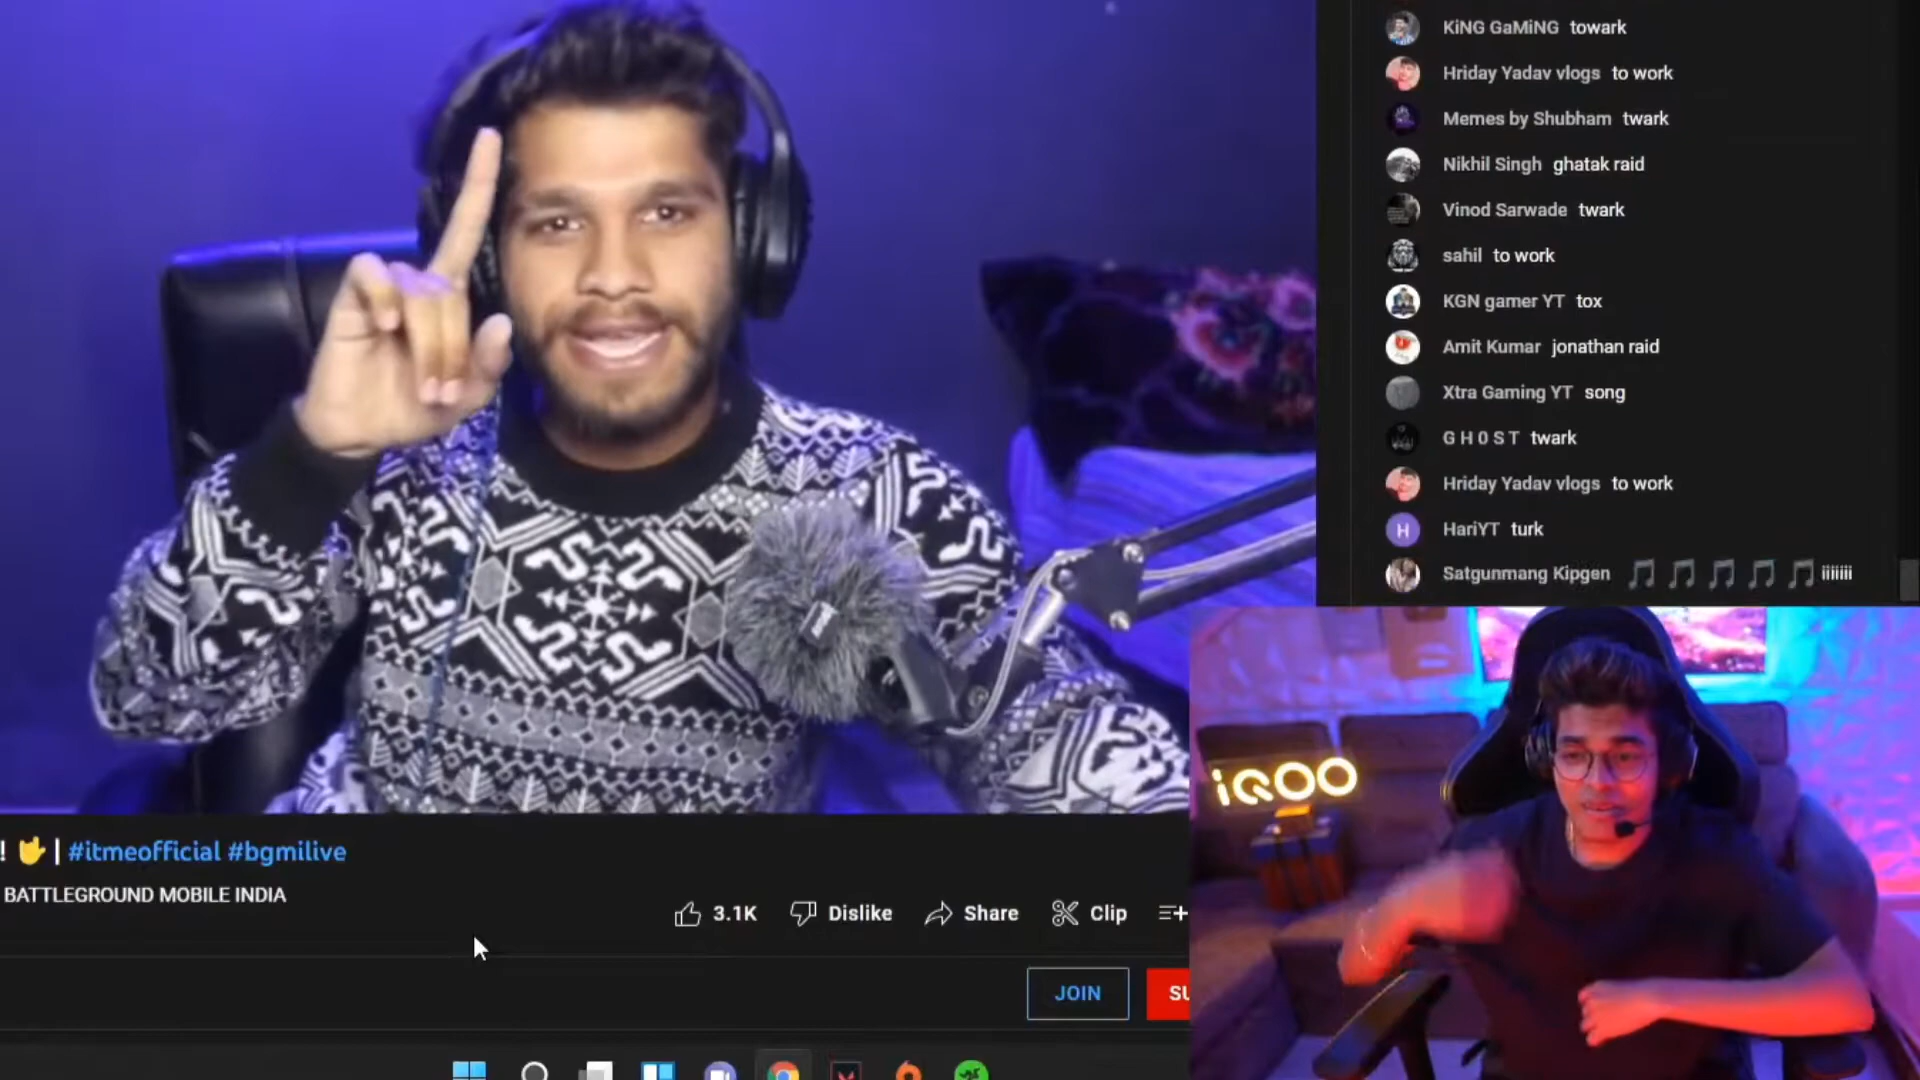 KiNG GaMiNG towark
Hriday Yadav vlogs to work
Memes by Shubham twark
Nikhil Singh ghatak raid
Vinod Sarwade twark
sahil to work
KGN gamer YT tox
Amit Kumar jonathan raid
Xtra Gaming YT song
G H 0 S T twark
Hriday Yadav vlogs to work
H HariYT turk
Satgunmang Kipgen 🎵 🎵 🎵 🎵 🎵 iiiiiii
iQOO
! 🤟 | #itmeofficial #bgmilive
BATTLEGROUND MOBILE INDIA
3.1K Dislike Share Clip
JOIN SU